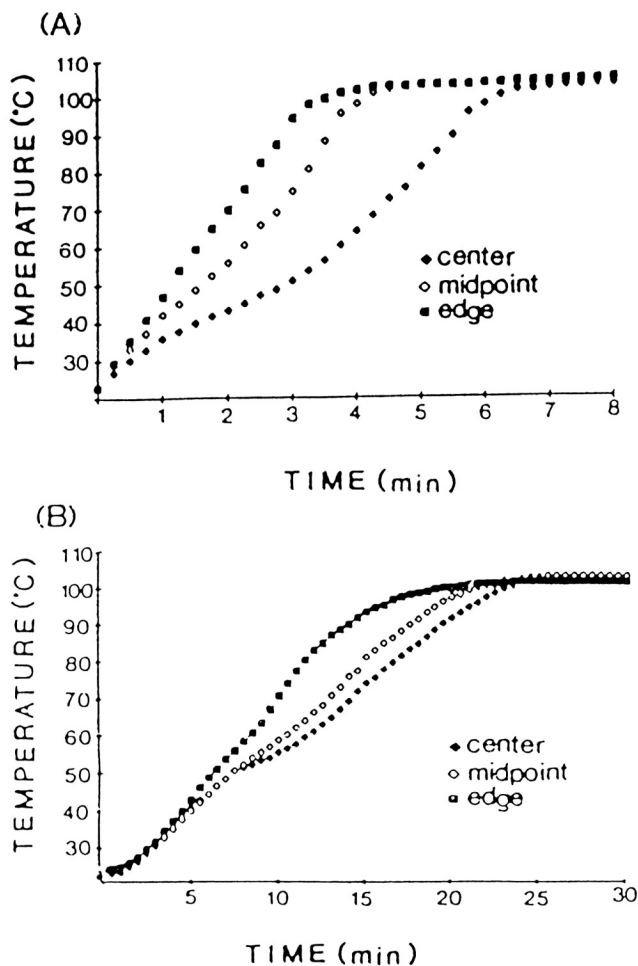 (A)
TEMPERATURE (°C)
110
100
90
80
70
60
50
40
30
center
midpoint
edge
1 2 3 4 5 6 7 8
TIME (min)
(B)
TEMPERATURE (°C)
110
100
90
80
70
60
50
40
30
center
midpoint
edge
5 10 15 20 25 30
TIME (min)